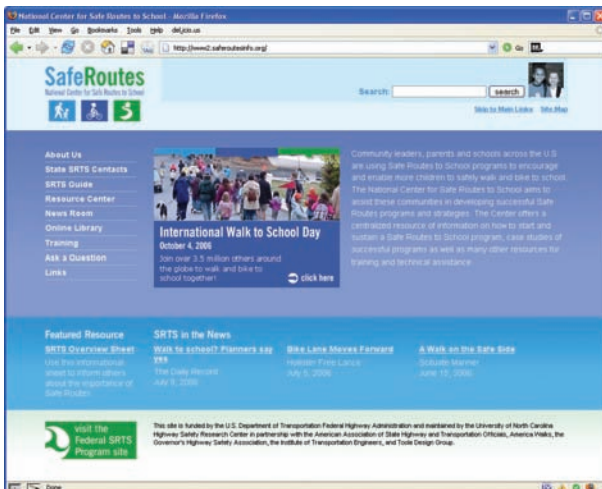 National Center for Safe Routes to School - Mozilla Firefox
File Edit View Go Bookmarks Tools Help del.icio.us
http://www2.saferoutesinfo.org/
Go
SafeRoutes
National Center for Safe Routes to School
Search:
search
Skip to Main Links Site Map
About Us
State SRTS Contacts
SRTS Guide
Resource Center
News Room
Online Library
Training
Ask a Question
Links
International Walk to School Day
October 4, 2006
Join over 3.5 million others around
the globe to walk and bike to
school together!
click here
Community leaders, parents and schools across the U.S.
are using Safe Routes to School programs to encourage
and enable more children to safely walk and bike to school.
The National Center for Safe Routes to School aims to
assist these communities in developing successful Safe
Routes programs and strategies. The Center offers a
centralized resource of information on how to start and
sustain a Safe Routes to School program, case studies of
successful programs as well as many other resources for
training and technical assistance.
Featured Resource
SRTS Overview Sheet
Use this informational
sheet to inform others
about the importance of
Safe Routes
SRTS in the News
Walk to school? Planners say
yes
The Daily Record
July 9, 2006
Bike Lane Moves Forward
Hollister Free Lance
July 5, 2006
A Walk on the Safe Side
Scituate Mariner
June 15, 2006
visit the
Federal SRTS
Program site
This site is funded by the U.S. Department of Transportation Federal Highway Administration and maintained by the University of North Carolina
Highway Safety Research Center in partnership with the American Association of State Highway and Transportation Officials, America Walks, the
Governor's Highway Safety Association, the Institute of Transportation Engineers, and Toole Design Group.
Done